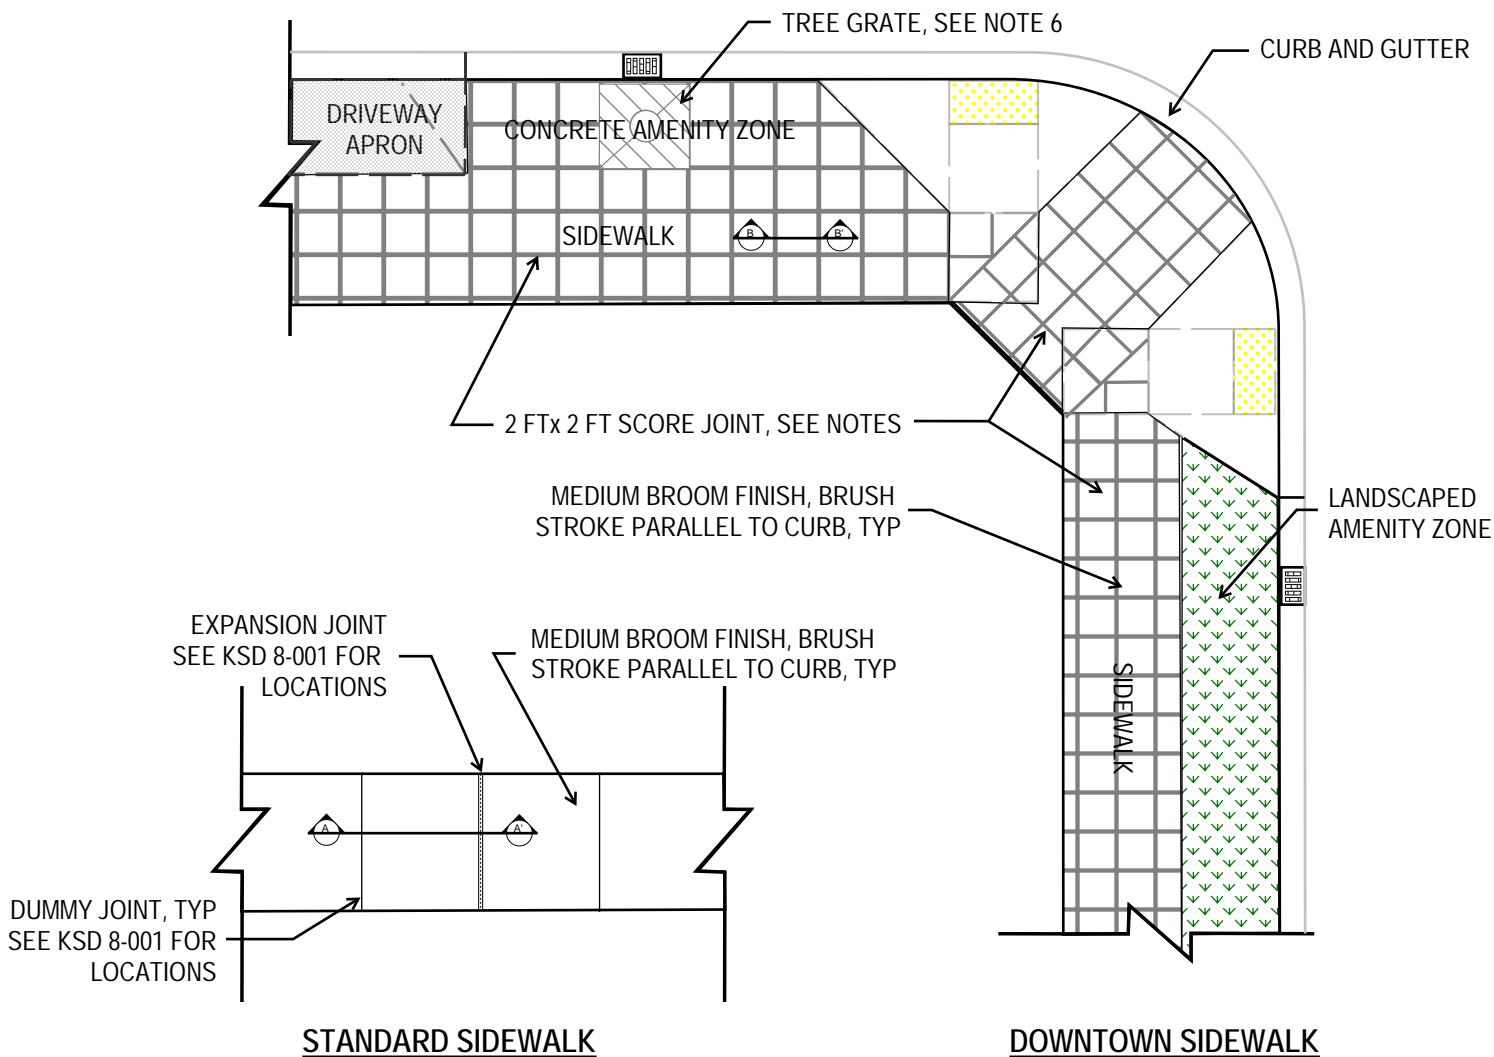 TREE GRATE, SEE NOTE 6
CURB AND GUTTER
DRIVEWAY
APRON
CONCRETE AMENITY ZONE
SIDEWALK
B
B'
2 FTx 2 FT SCORE JOINT, SEE NOTES
MEDIUM BROOM FINISH, BRUSH
STROKE PARALLEL TO CURB, TYP
LANDSCAPED
AMENITY ZONE
SIDEWALK
EXPANSION JOINT
SEE KSD 8-001 FOR
LOCATIONS
MEDIUM BROOM FINISH, BRUSH
STROKE PARALLEL TO CURB, TYP
A
A'
DUMMY JOINT, TYP
SEE KSD 8-001 FOR
LOCATIONS
STANDARD SIDEWALK
DOWNTOWN SIDEWALK